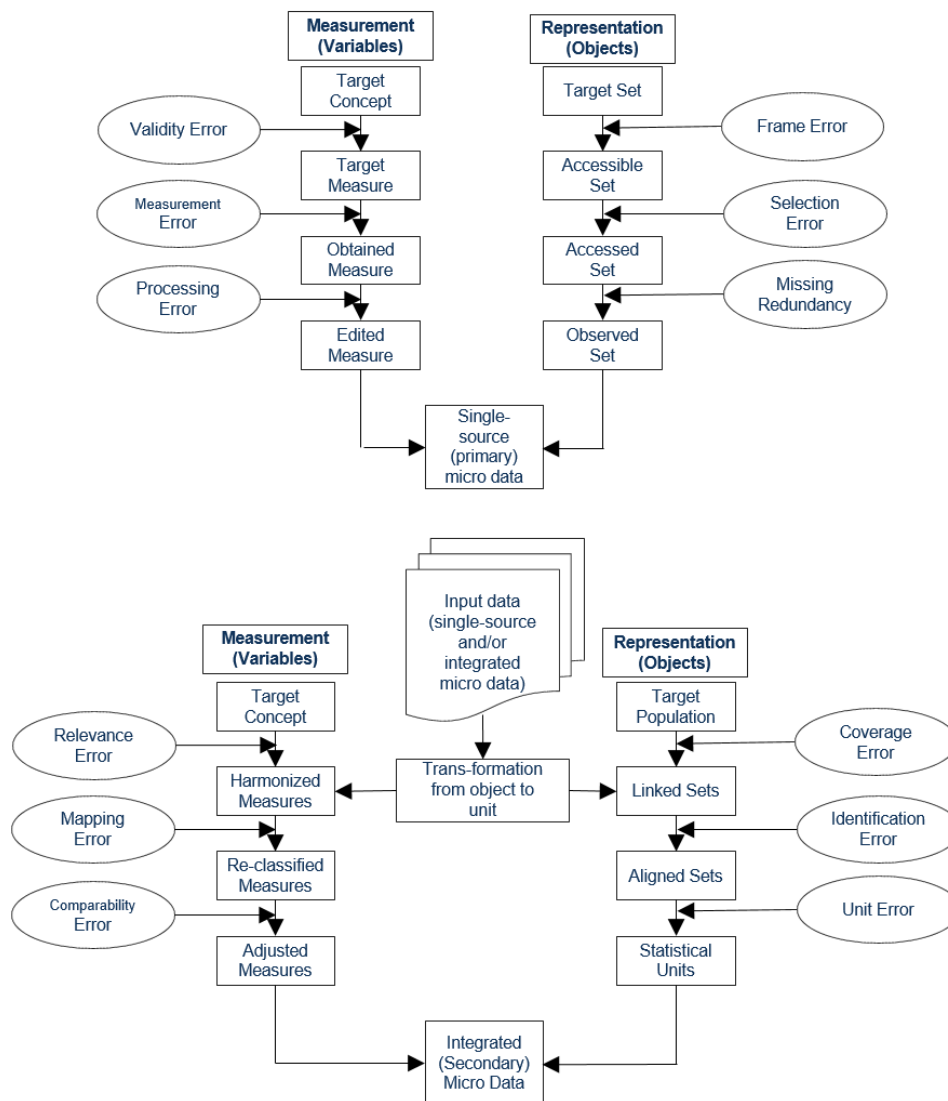 Measurement
(Variables)
Representation
(Objects)
Target
Concept
Target Set
Validity Error
Frame Error
Target
Measure
Accessible
Set
Measurement
Error
Selection
Error
Obtained
Measure
Accessed
Set
Processing
Error
Missing
Redundancy
Edited
Measure
Observed
Set
Single-
source
(primary)
micro data
Input data
(single-source
and/or
integrated
micro data)
Measurement
(Variables)
Representation
(Objects)
Target
Concept
Target
Population
Relevance
Error
Coverage
Error
Harmonized
Measures
Trans-formation
from object to
unit
Linked Sets
Mapping
Error
Identification
Error
Re-classified
Measures
Aligned Sets
Comparability
Error
Unit Error
Adjusted
Measures
Statistical
Units
Integrated
(Secondary)
Micro Data